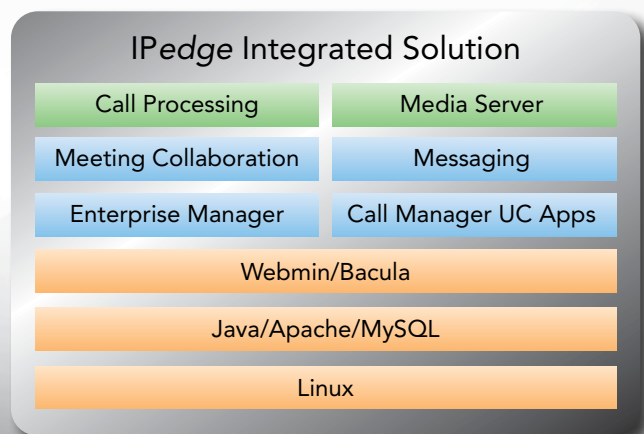 IPedge Integrated Solution
Call Processing
Media Server
Meeting Collaboration
Messaging
Enterprise Manager
Call Manager UC Apps
Webmin/Bacula
Java/Apache/MySQL
Linux